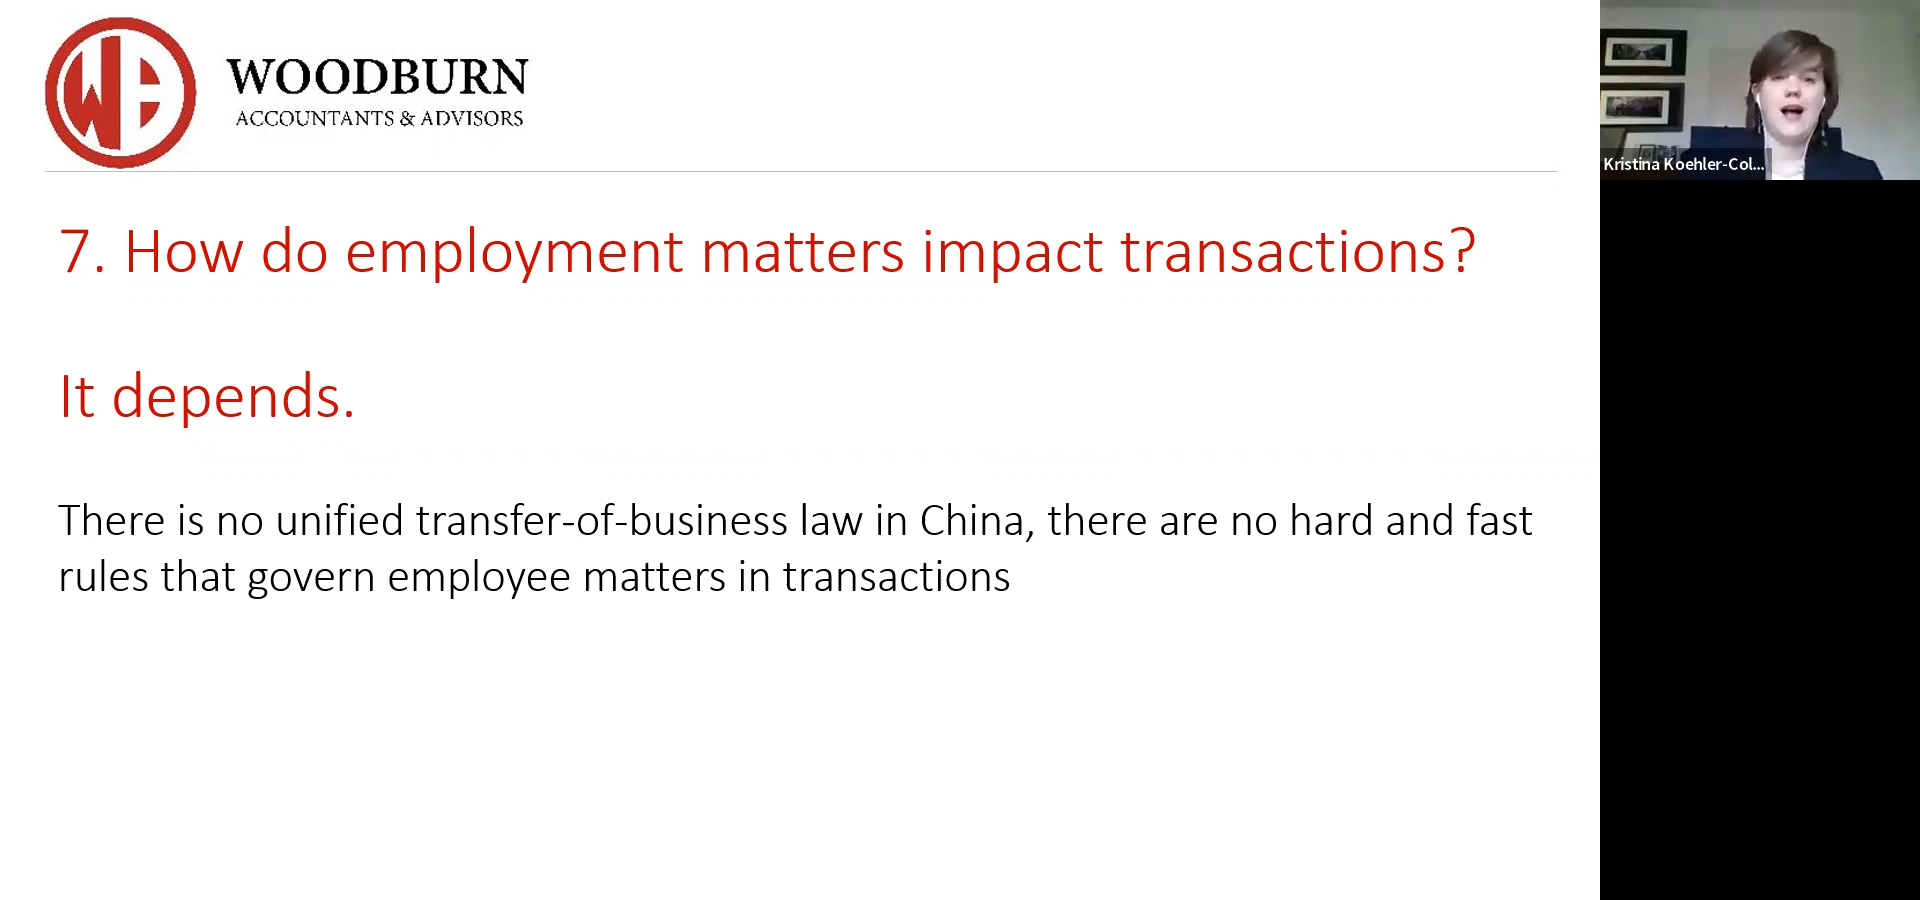 WOODBURN
ACCOUNTANTS & ADVISORS
7. How do employment matters impact transactions?
It depends.
There is no unified transfer-of-business law in China, there are no hard and fast
rules that govern employee matters in transactions
Kristina Koehler-Col...